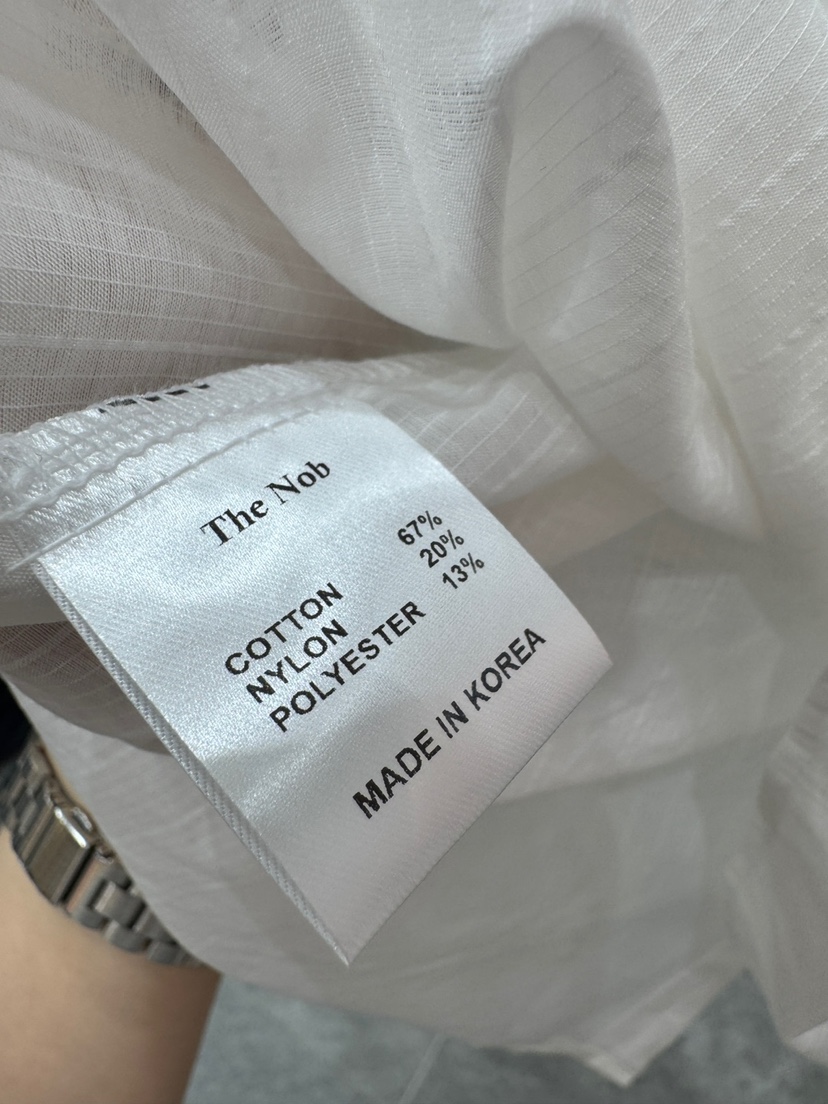 The Nob
COTTON 67%
NYLON 20%
POLYESTER 13%
MADE IN KOREA